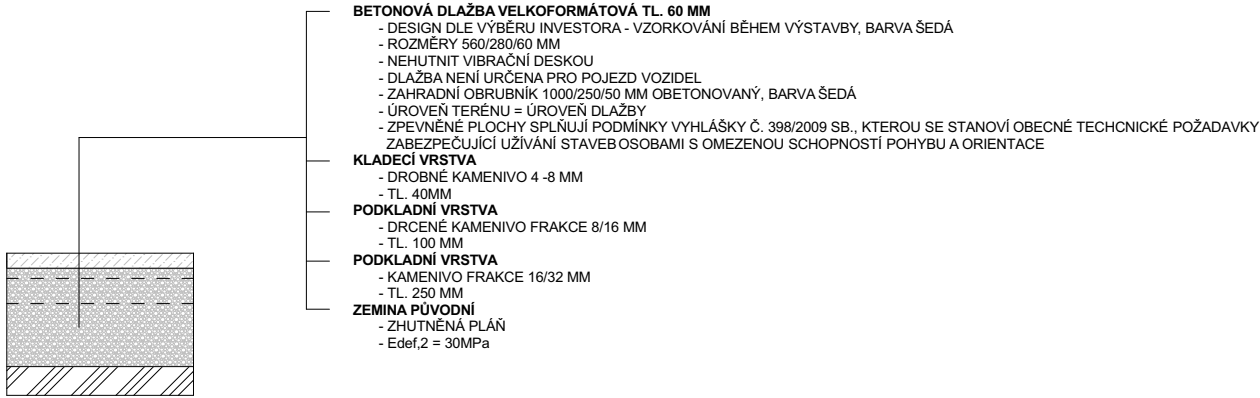 BETONOVÁ DLAŽBA VELKOFORMÁTOVÁ TL. 60 MM
- DESIGN DLE VÝBĚRU INVESTORA - VZORKOVÁNÍ BĚHEM VÝSTAVBY, BARVA ŠEDÁ
- ROZMĚRY 560/280/60 MM
- NEHUTNIT VIBRAČNÍ DESKOU
- DLAŽBA NENÍ URČENA PRO POJEZD VOZIDEL
- ZAHRADNÍ OBRUBNÍK 1000/250/50 MM OBETONOVANÝ, BARVA ŠEDÁ
- ÚROVEŇ TERÉNU = ÚROVEŇ DLAŽBY
- ZPEVNĚNÉ PLOCHY SPLŇUJÍ PODMÍNKY VYHLÁŠKY Č. 398/2009 SB., KTEROU SE STANOVÍ OBECNÉ TECHCNICKÉ POŽADAVKY
ZABEZPEČUJÍCÍ UŽÍVÁNÍ STAVEB OSOBAMI S OMEZENOU SCHOPNOSTÍ POHYBU A ORIENTACE
KLADECÍ VRSTVA
- DROBNÉ KAMENIVO 4 -8 MM
- TL. 40MM
PODKLADNÍ VRSTVA
- DRCENÉ KAMENIVO FRAKCE 8/16 MM
- TL. 100 MM
PODKLADNÍ VRSTVA
- KAMENIVO FRAKCE 16/32 MM
- TL. 250 MM
ZEMINA PŮVODNÍ
- ZHUTNĚNÁ PLÁŇ
- Edef,2 = 30MPa